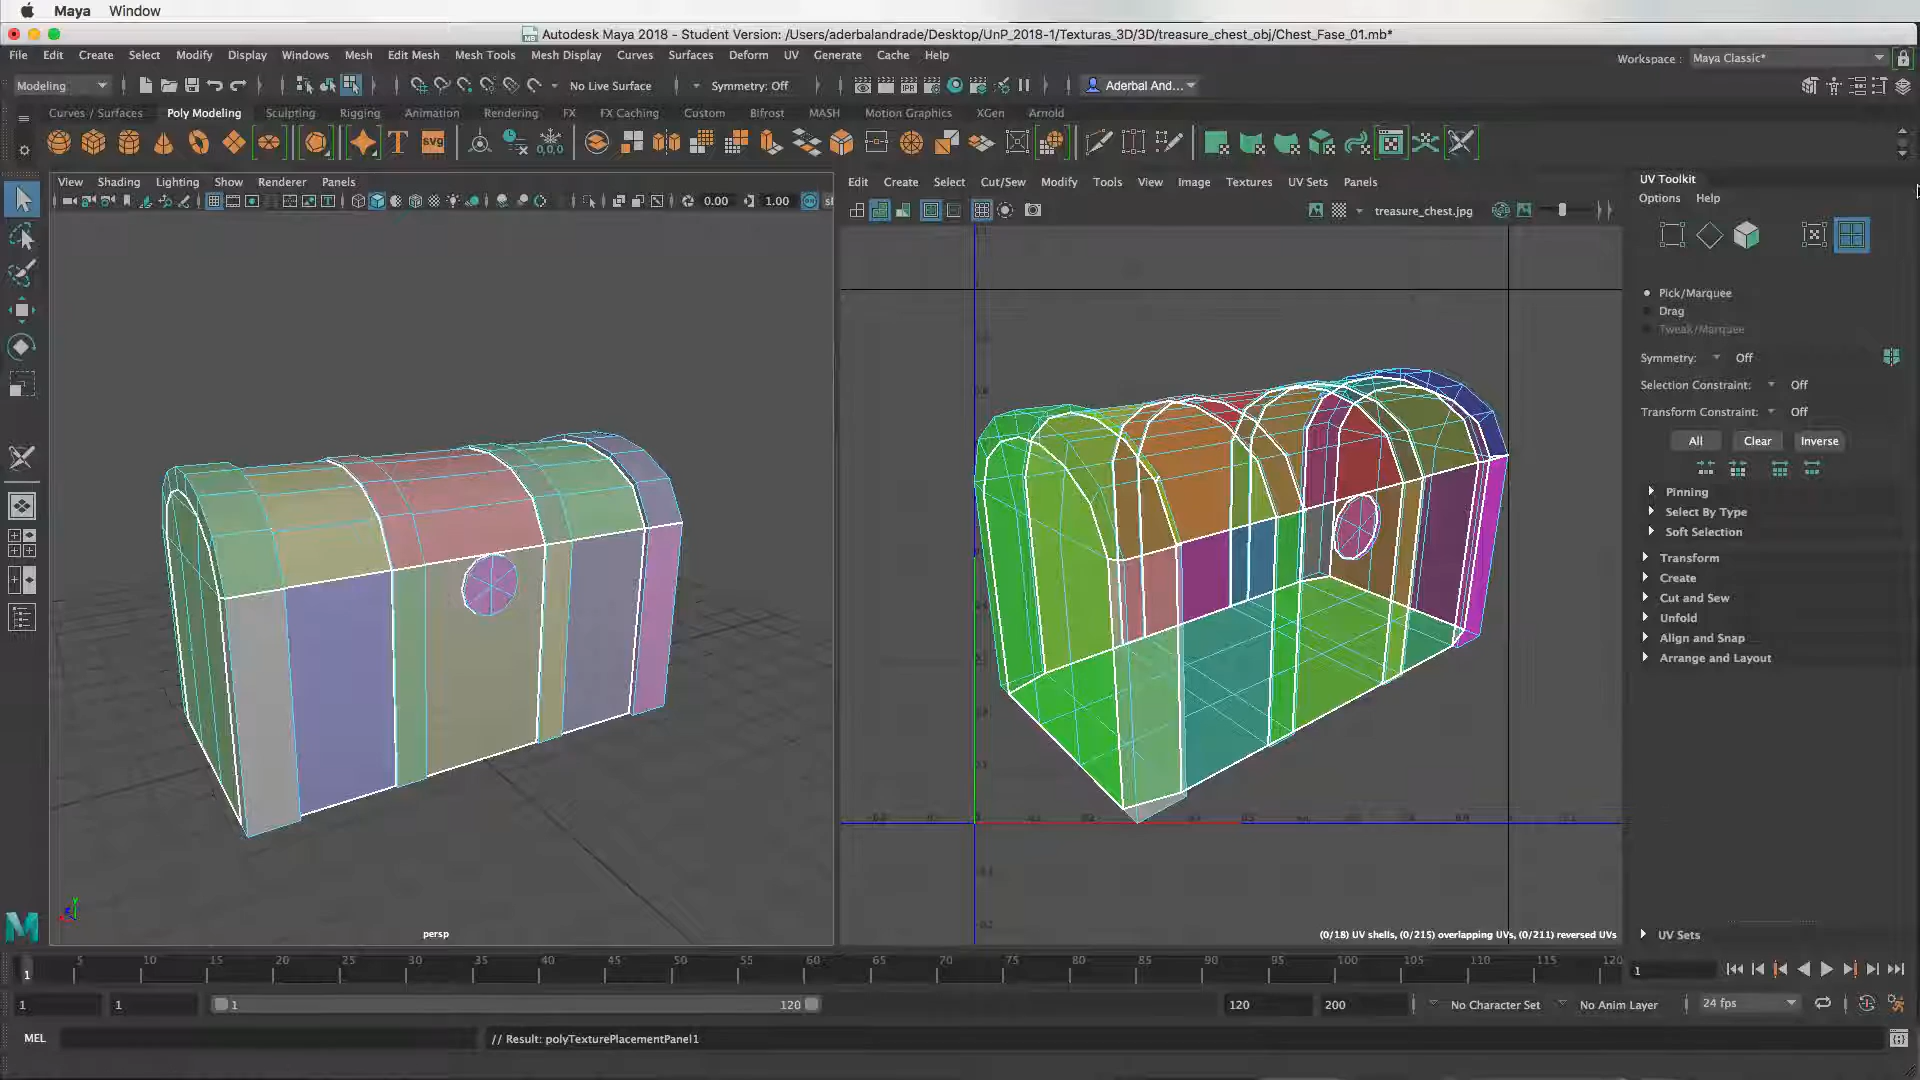 Maya Window
Autodesk Maya 2018 - Student Version: /Users/aderbalandrade/Desktop/UnP_2018-1/Texturas_3D/3D/treasure_chest_obj/Chest_Fase_01.mb*
File Edit Create Select Modify Display Windows Mesh Edit Mesh Mesh Tools Mesh Display Curves Surfaces Deform UV Generate Cache Help
Workspace : Maya Classic*
Modeling No Live Surface Symmetry: Off Aderbal And...
Curves / Surfaces Poly Modeling Sculpting Rigging Animation Rendering FX FX Caching Custom Bifrost MASH Motion Graphics XGen Arnold
T SVG 0,0,0
View Shading Lighting Show Renderer Panels
0.00 1.00
Edit Create Select Cut/Sew Modify Tools View Image Textures UV Sets Panels
treasure_chest.jpg
UV Toolkit
Options Help
Pick/Marquee
Drag
Tweak/Marquee
Symmetry: Off
Selection Constraint: Off
Transform Constraint: Off
All Clear Inverse
Pinning
Select By Type
Soft Selection
Transform
Create
Cut and Sew
Unfold
Align and Snap
Arrange and Layout
UV Sets
persp
(0/18) UV shells, (0/215) overlapping UVs, (0/211) reversed UVs
1 5 10 15 20 25 30 35 40 45 50 55 60 65 70 75 80 85 90 95 100 105 110 115 120
1
1 1 1 120 120 200 No Character Set No Anim Layer 24 fps
MEL // Result: polyTexturePlacementPanel1